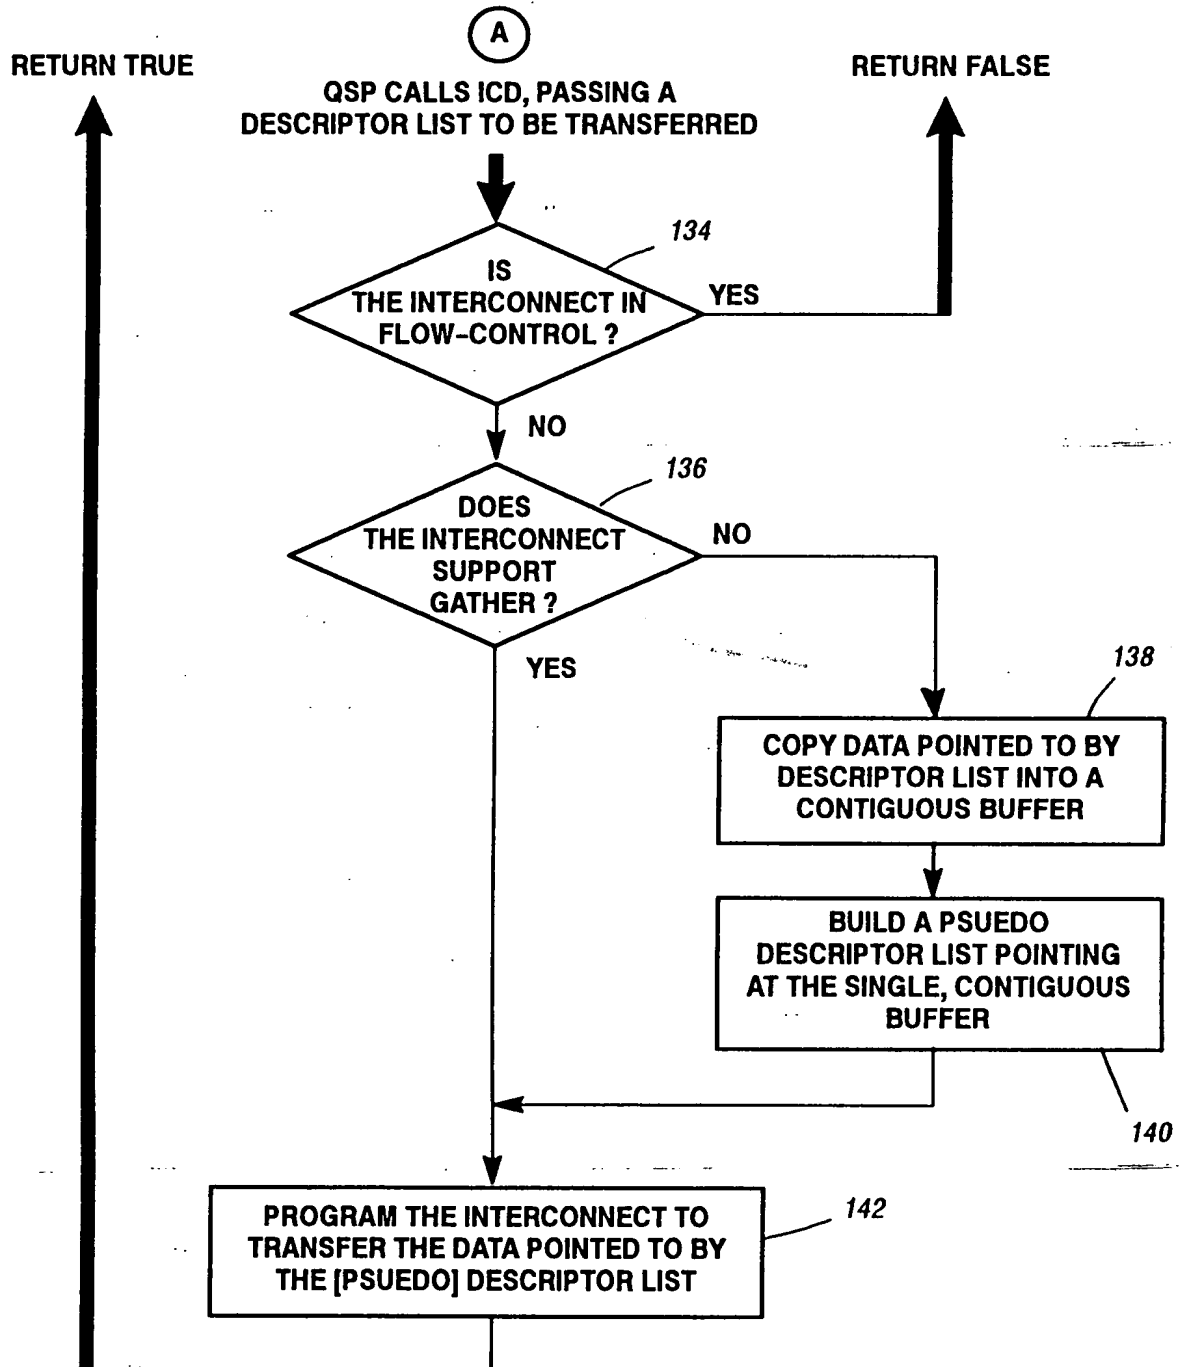 A
RETURN TRUE
RETURN FALSE
QSP CALLS ICD, PASSING A
DESCRIPTOR LIST TO BE TRANSFERRED
134
IS
THE INTERCONNECT IN
FLOW-CONTROL ?
YES
NO
136
DOES
THE INTERCONNECT
SUPPORT
GATHER ?
NO
YES
138
COPY DATA POINTED TO BY
DESCRIPTOR LIST INTO A
CONTIGUOUS BUFFER
BUILD A PSUEDO
DESCRIPTOR LIST POINTING
AT THE SINGLE, CONTIGUOUS
BUFFER
140
142
PROGRAM THE INTERCONNECT TO
TRANSFER THE DATA POINTED TO BY
THE [PSUEDO] DESCRIPTOR LIST